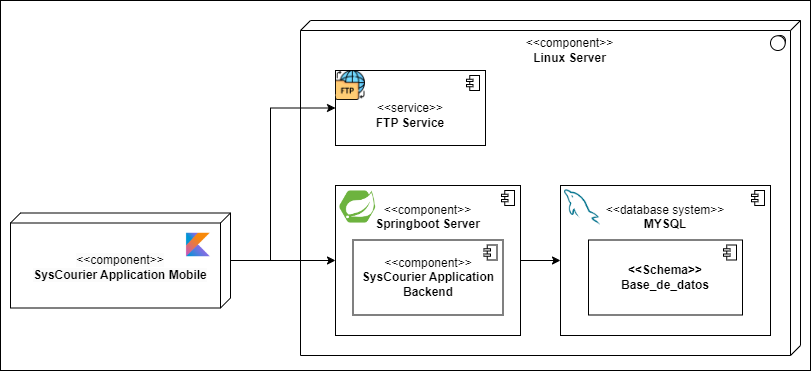 <<component>>
Linux Server
FTP
<<service>>
FTP Service
<<component>>
SysCourier Application Mobile
<<component>>
Springboot Server
<<component>>
SysCourier Application
Backend
<<database system>>
MYSQL
<<Schema>>
Base_de_datos